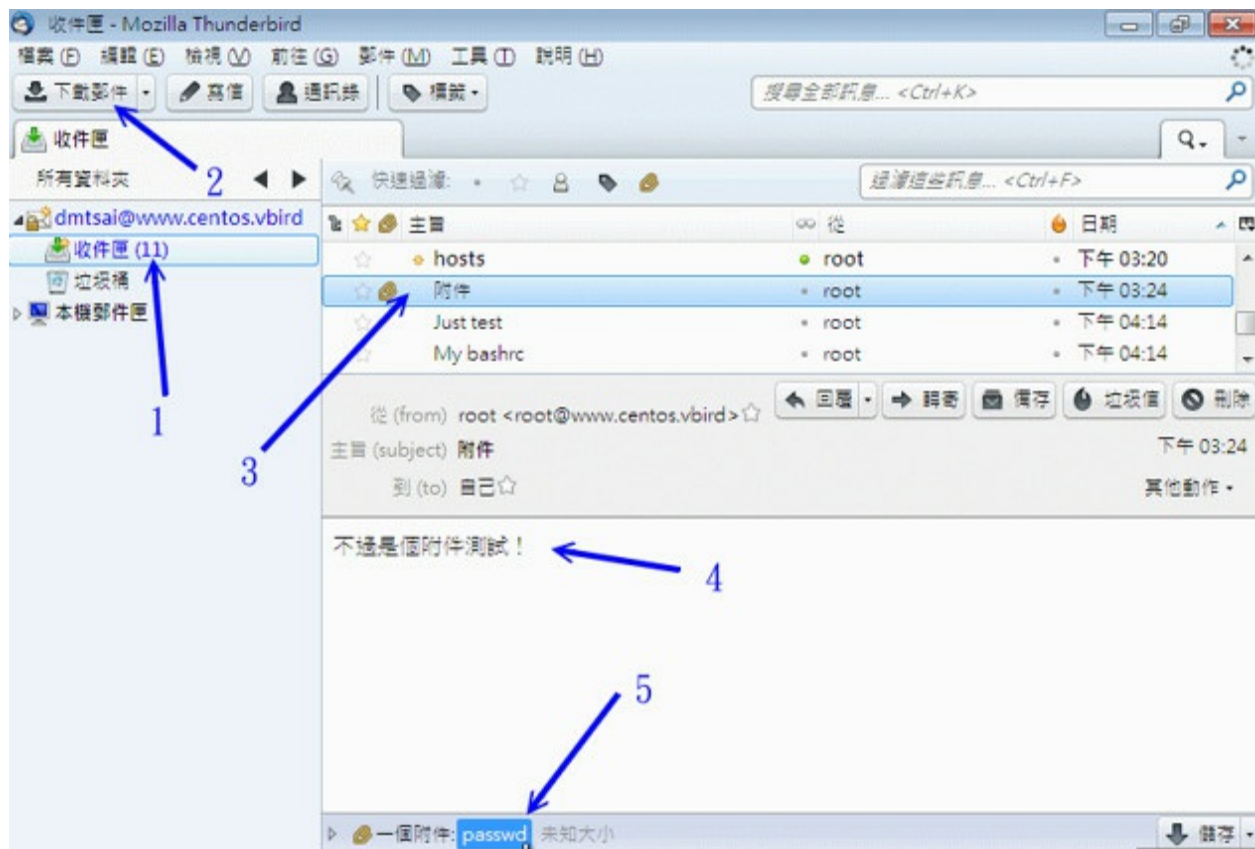 收件匣 - Mozilla Thunderbird
檔案(F) 編輯(E) 檢視(V) 前往(G) 郵件(M) 工具(T) 說明(H)
下載郵件 寫信 通訊錄 標籤 搜尋全部訊息... <Ctrl+K>
收件匣
所有資料夾 2 快速過濾: 過濾這些訊息... <Ctrl+F>
dmtsai@www.centos.vbird 主旨 從 日期
收件匣 (11) hosts root 下午 03:20
垃圾桶 附件 root 下午 03:24
本機郵件匣 Just test root 下午 04:14
My bashrc root 下午 04:14
1
3
從 (from) root <root@www.centos.vbird> 回覆 轉寄 儲存 垃圾信 刪除
主旨 (subject) 附件 下午 03:24
到 (to) 自己 其他動作
不過是個附件測試！
4
5
一個附件: passwd 未知大小 儲存